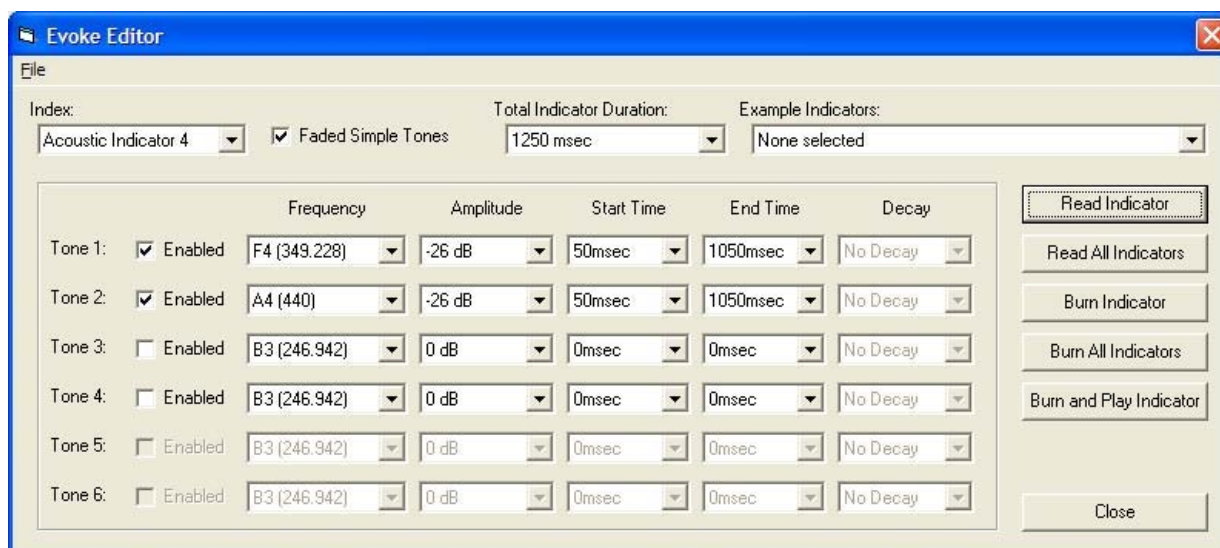 Evoke Editor
File
Index: Total Indicator Duration: Example Indicators:
Acoustic Indicator 4 Faded Simple Tones 1250 msec None selected
Frequency Amplitude Start Time End Time Decay
Tone 1: Enabled F4 (349.228) -26 dB 50msec 1050msec No Decay
Tone 2: Enabled A4 (440) -26 dB 50msec 1050msec No Decay
Tone 3: Enabled B3 (246.942) 0 dB 0msec 0msec No Decay
Tone 4: Enabled B3 (246.942) 0 dB 0msec 0msec No Decay
Tone 5: Enabled B3 (246.942) 0 dB 0msec 0msec No Decay
Tone 6: Enabled B3 (246.942) 0 dB 0msec 0msec No Decay
Read Indicator
Read All Indicators
Burn Indicator
Burn All Indicators
Burn and Play Indicator
Close